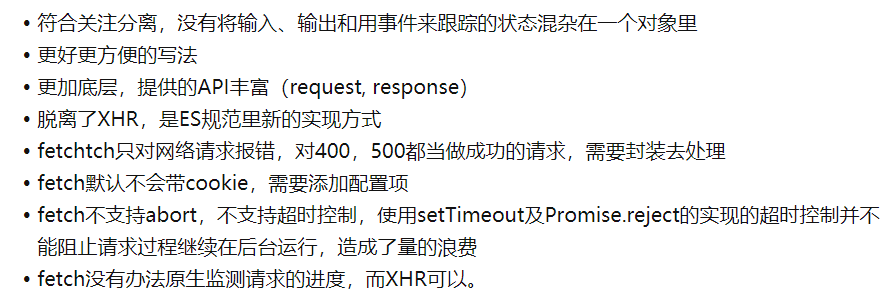 • 符合关注分离，没有将输入、输出和用事件来跟踪的状态混杂在一个对象里
• 更好更方便的写法
• 更加底层，提供的API丰富（request, response）
• 脱离了XHR，是ES规范里新的实现方式
• fetchtch只对网络请求报错，对400，500都当做成功的请求，需要封装去处理
• fetch默认不会带cookie，需要添加配置项
• fetch不支持abort，不支持超时控制，使用setTimeout及Promise.reject的实现的超时控制并不
能阻止请求过程继续在后台运行，造成了量的浪费
• fetch没有办法原生监测请求的进度，而XHR可以。